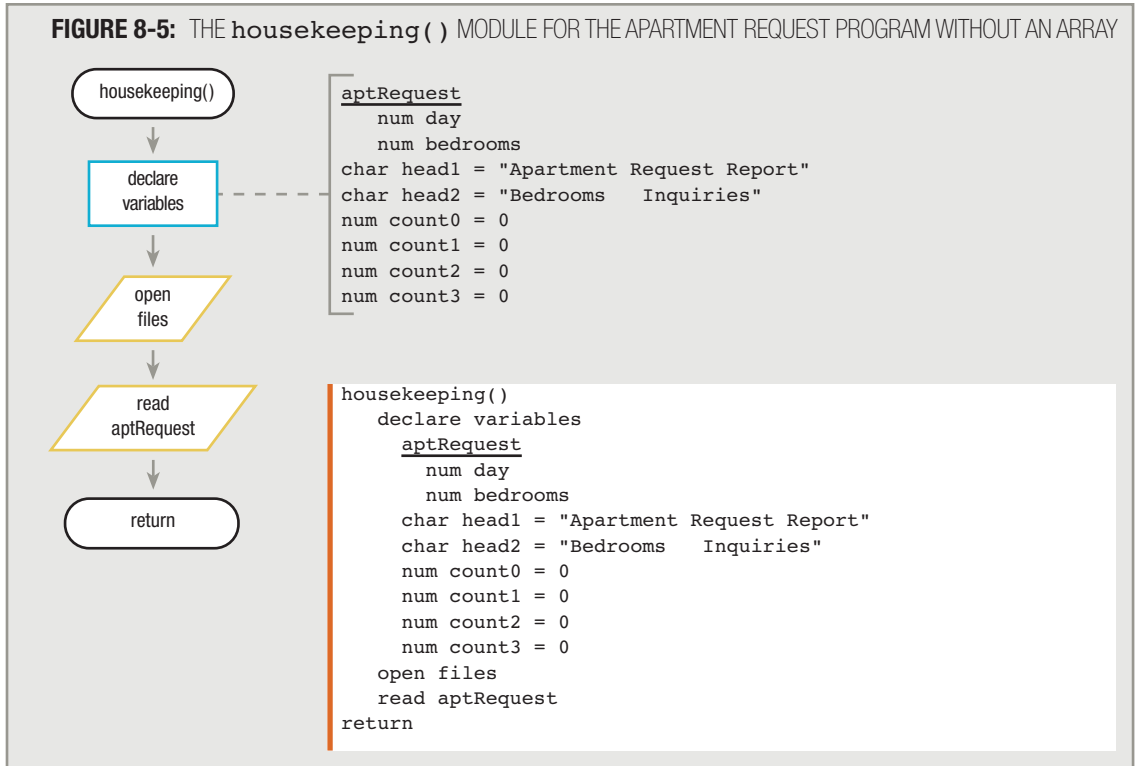 FIGURE 8-5: THE housekeeping() MODULE FOR THE APARTMENT REQUEST PROGRAM WITHOUT AN ARRAY
housekeeping()
declare
variables
open
files
read
aptRequest
return
aptRequest
num day
num bedrooms
char head1 = "Apartment Request Report"
char head2 = "Bedrooms   Inquiries"
num count0 = 0
num count1 = 0
num count2 = 0
num count3 = 0
housekeeping()
declare variables
aptRequest
num day
num bedrooms
char head1 = "Apartment Request Report"
char head2 = "Bedrooms   Inquiries"
num count0 = 0
num count1 = 0
num count2 = 0
num count3 = 0
open files
read aptRequest
return